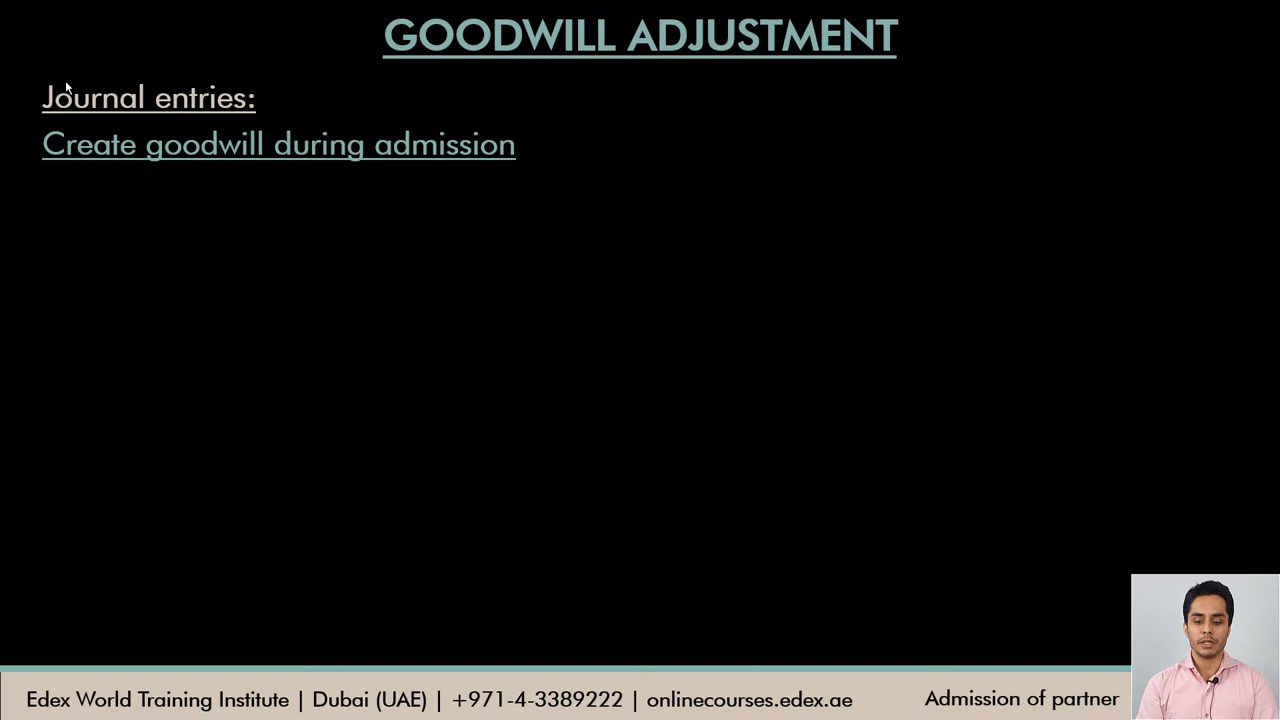 GOODWILL ADJUSTMENT
Journal entries:
Create goodwill during admission
Edex World Training Institute | Dubai (UAE) | +971-4-3389222 | onlinecourses.edex.ae
Admission of partner